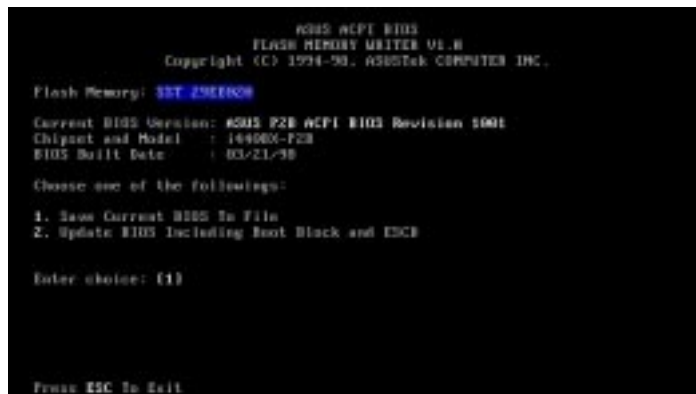 ASUS ACPI BIOS
FLASH MEMORY WRITER V1.
Copyright (C) 1994-98, ASUSTek COMPUTER INC.
Flash Memory: SST 29EE020
Current BIOS Version: ASUS P2B ACPI BIOS Revision 1001
Chipset and Model : i440BX-P2B
BIOS Built Date : 03/21/98
Choose one of the followings:
1. Save Current BIOS To File
2. Update BIOS Including Boot Block and ESCD
Enter choice: [1]
Press ESC To Exit